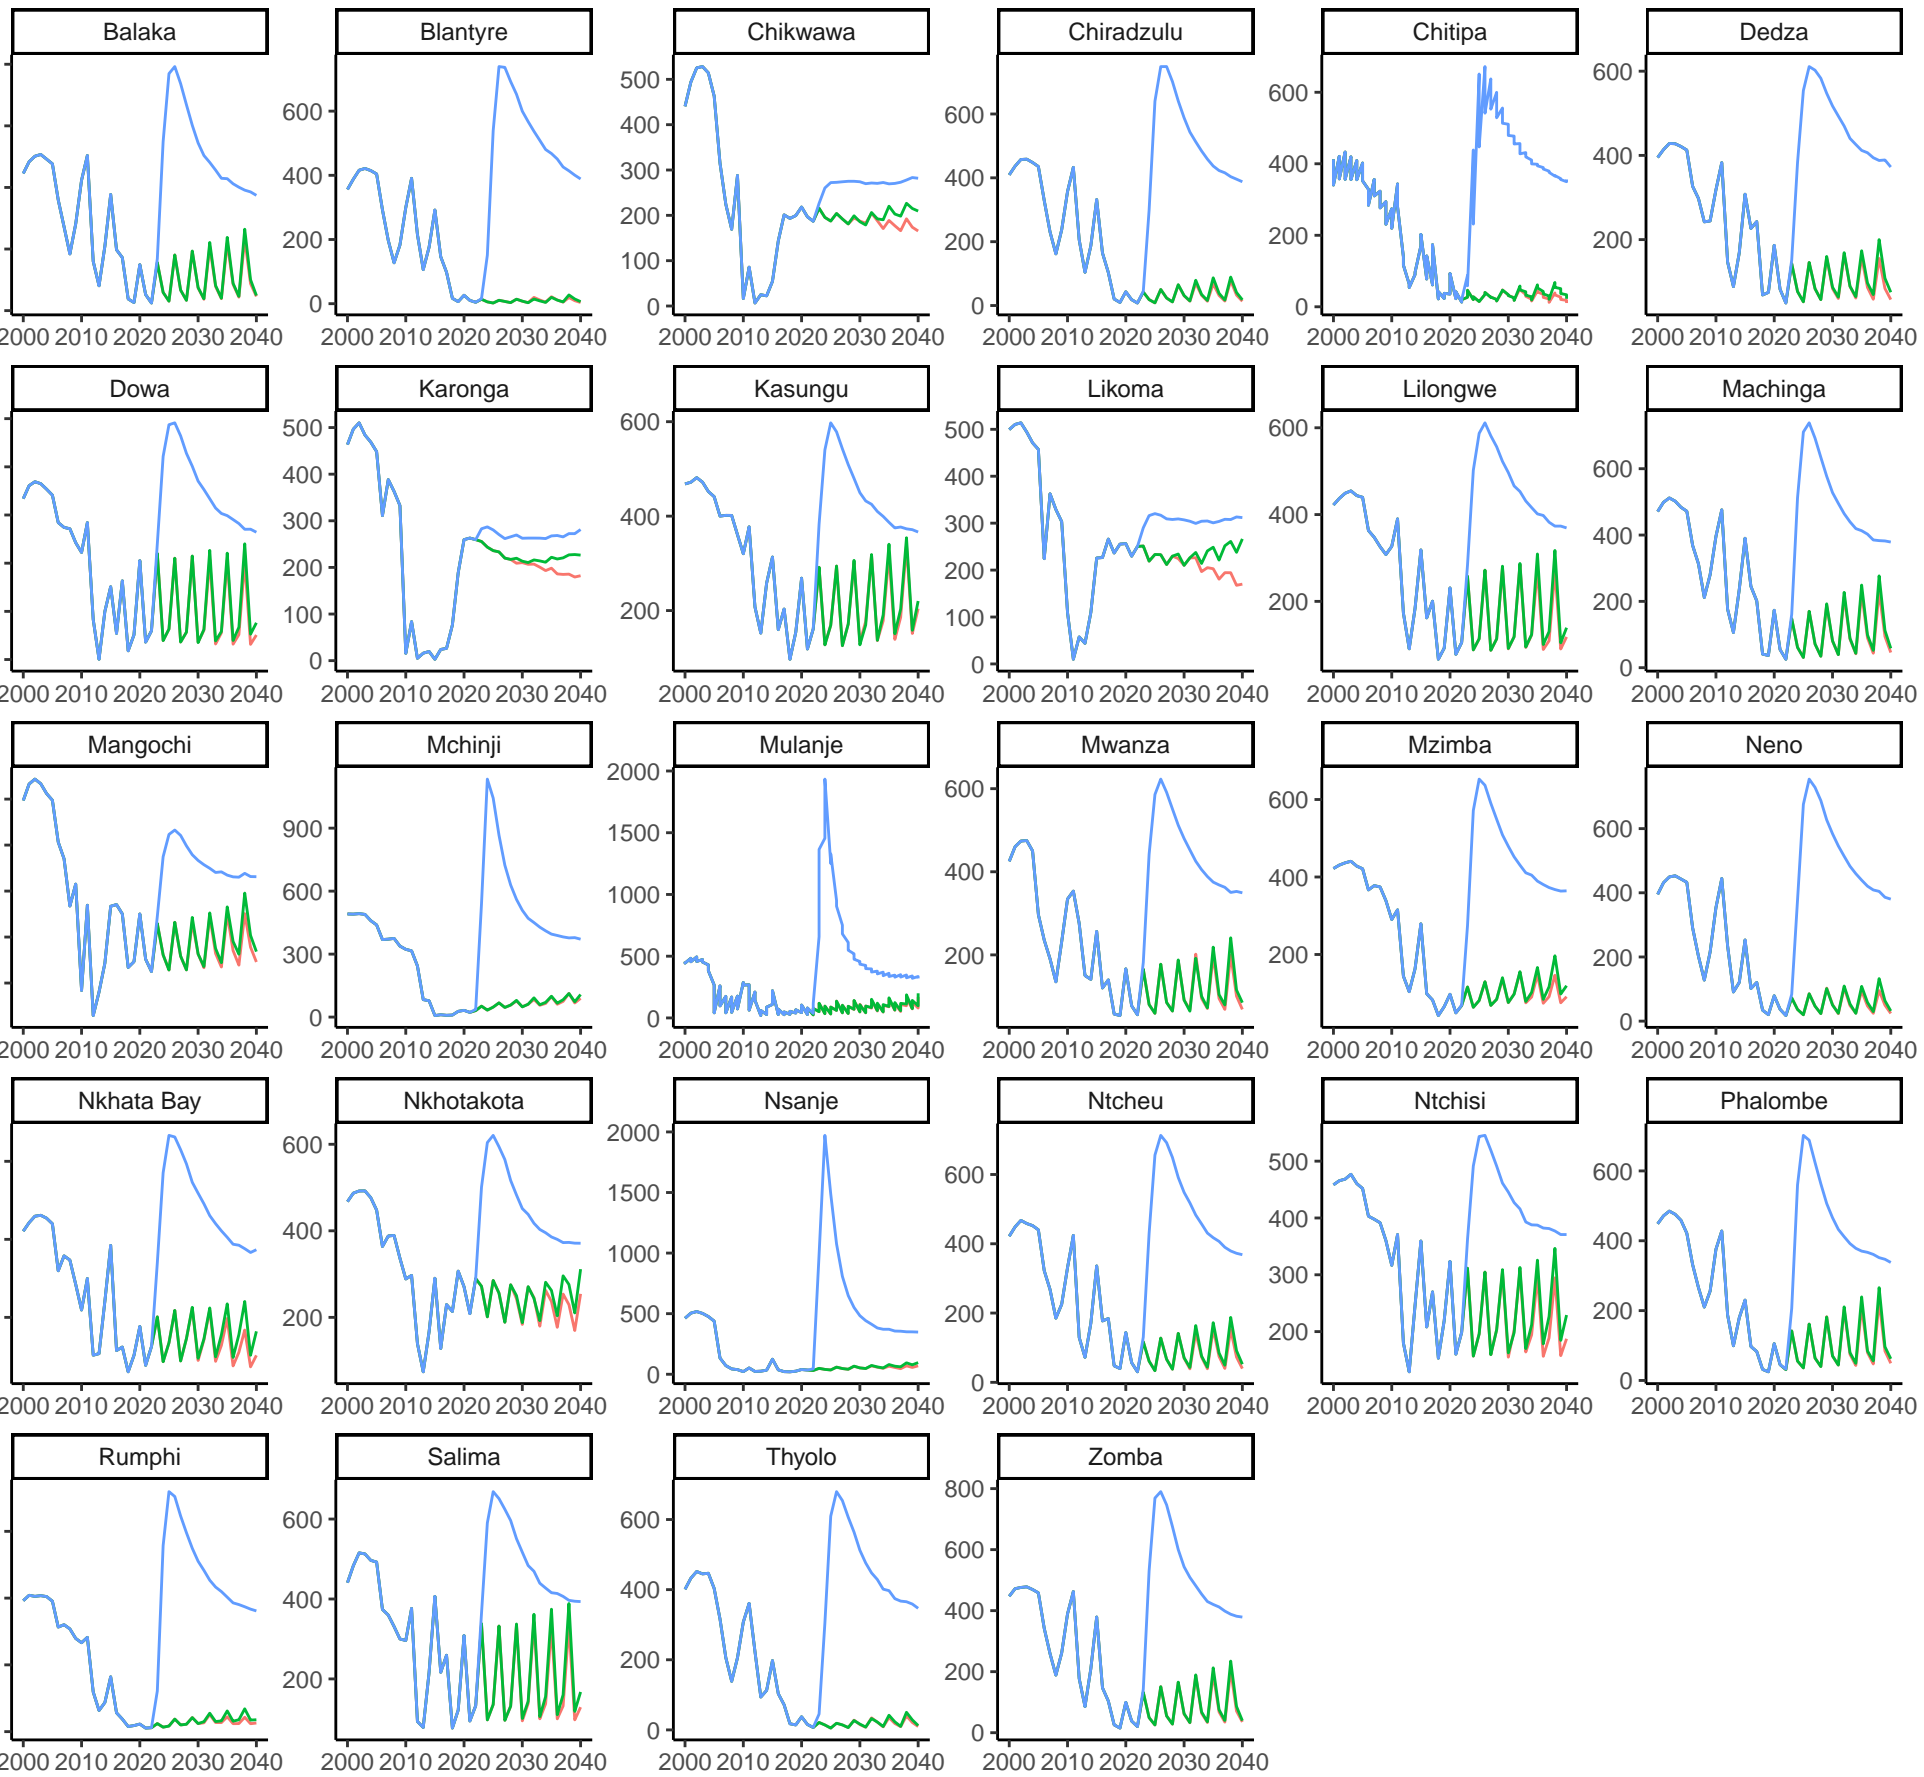 Balaka Blantyre Chikwawa Chiradzulu Chitipa Dedza
600 400 200 0
500 400 300 200 100 0
600 400 200 0
600 400 200 0
600 400 200
2000 2010 2020 2030 2040 2000 2010 2020 2030 2040 2000 2010 2020 2030 2040 2000 2010 2020 2030 2040 2000 2010 2020 2030 2040 2000 2010 2020 2030 2040
Dowa Karonga Kasungu Likoma Lilongwe Machinga
500 400 300 200 100 0
600 400 200
500 400 300 200 100 0
600 400 200
600 400 200 0
2000 2010 2020 2030 2040 2000 2010 2020 2030 2040 2000 2010 2020 2030 2040 2000 2010 2020 2030 2040 2000 2010 2020 2030 2040 2000 2010 2020 2030 2040
Mangochi Mchinji Mulanje Mwanza Mzimba Neno
900 600 300 0
2000 1500 1000 500 0
600 400 200
600 400 200
600 400 200 0
2000 2010 2020 2030 2040 2000 2010 2020 2030 2040 2000 2010 2020 2030 2040 2000 2010 2020 2030 2040 2000 2010 2020 2030 2040 2000 2010 2020 2030 2040
Nkhata Bay Nkhotakota Nsanje Ntcheu Ntchisi Phalombe
600 400 200
2000 1500 1000 500 0
600 400 200 0
500 400 300 200
600 400 200 0
2000 2010 2020 2030 2040 2000 2010 2020 2030 2040 2000 2010 2020 2030 2040 2000 2010 2020 2030 2040 2000 2010 2020 2030 2040 2000 2010 2020 2030 2040
Rumphi Salima Thyolo Zomba
600 400 200
600 400 200 0
800 600 400 200 0
2000 2010 2020 2030 2040 2000 2010 2020 2030 2040 2000 2010 2020 2030 2040 2000 2010 2020 2030 2040